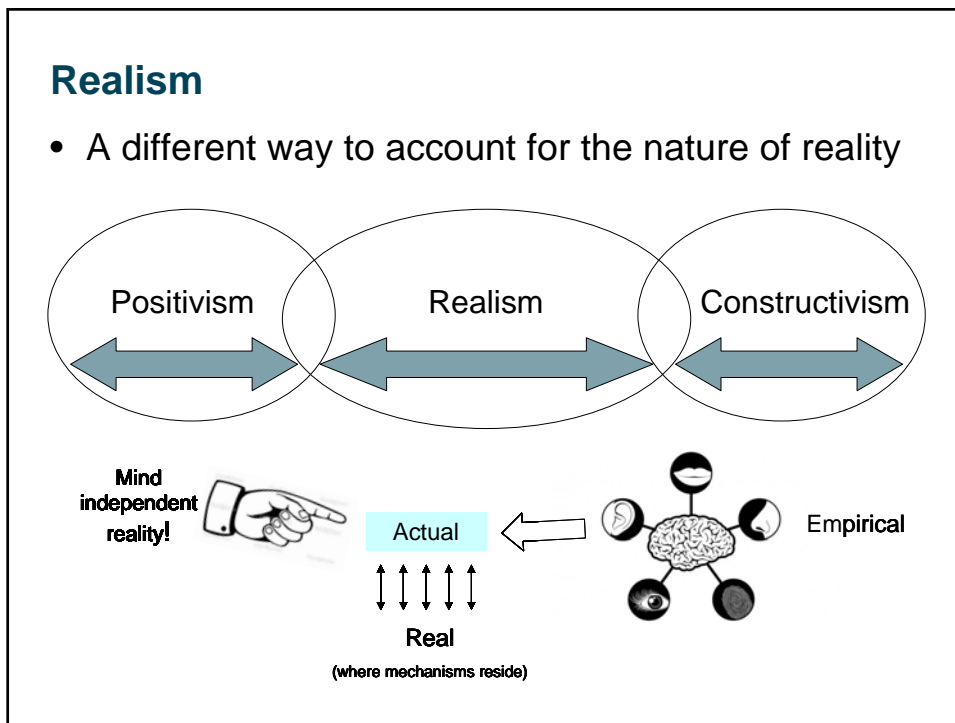 Realism
• A different way to account for the nature of reality
Positivism
Realism
Constructivism
Mind
independent
reality!
Actual
Empirical
Real
(where mechanisms reside)